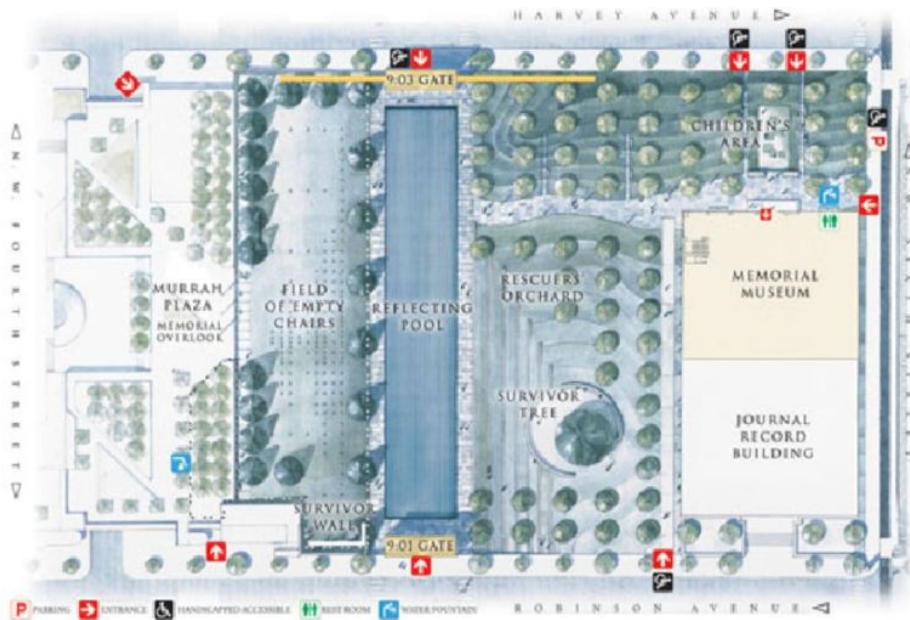 HARVEY AVENUE
9:03 GATE
CHILDREN'S
AREA
P
N.W. FOURTH STREET
MURRAH
PLAZA
MEMORIAL
OVERLOOK
FIELD
OF EMPTY
CHAIRS
REFLECTING
POOL
RESCUERS
ORCHARD
MEMORIAL
MUSEUM
SURVIVOR
TREE
JOURNAL
RECORD
BUILDING
SURVIVOR
WALL
9:01 GATE
P PARKING
ENTRANCE
HANDICAPPED ACCESSIBLE
REST ROOM
WATER FOUNTAIN
ROBINSON AVENUE